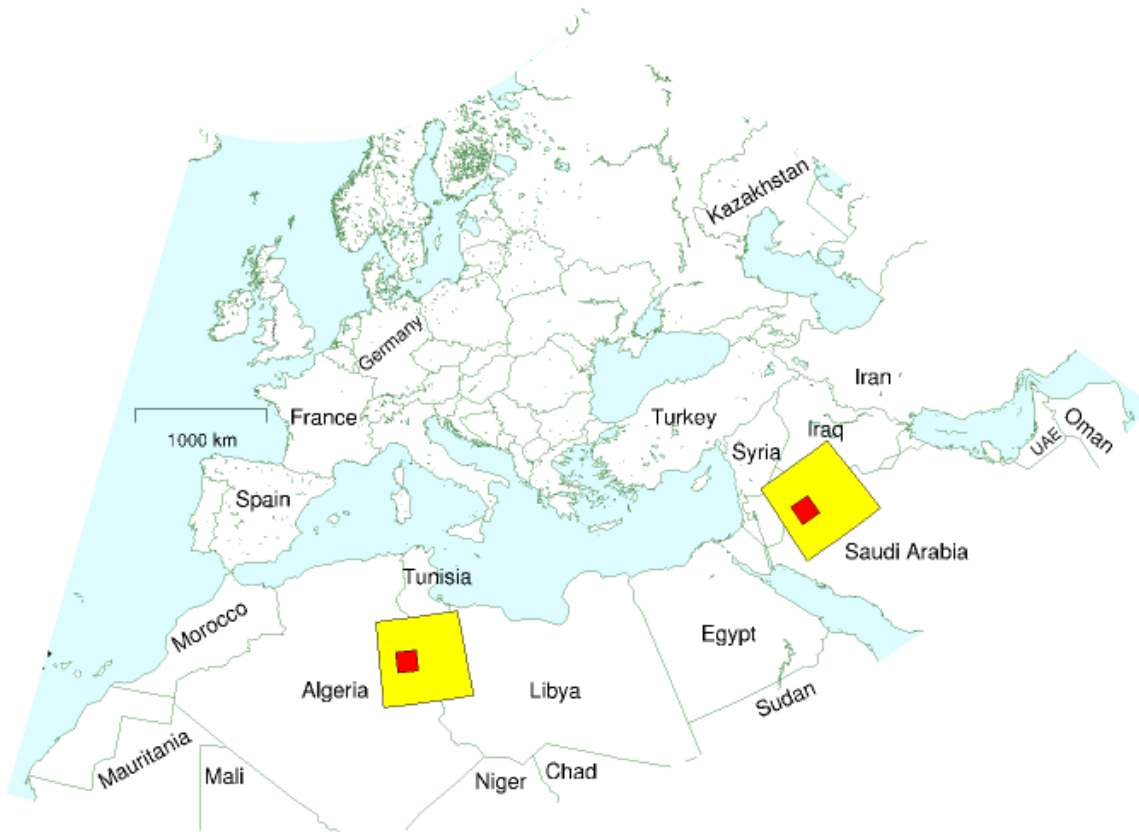 Kazakhstan
Germany
Iran
France
Turkey
Oman
1000 km
Iraq
UAE
Syria
Spain
Saudi Arabia
Tunisia
Morocco
Egypt
Algeria
Libya
Sudan
Mauritania
Mali
Niger
Chad